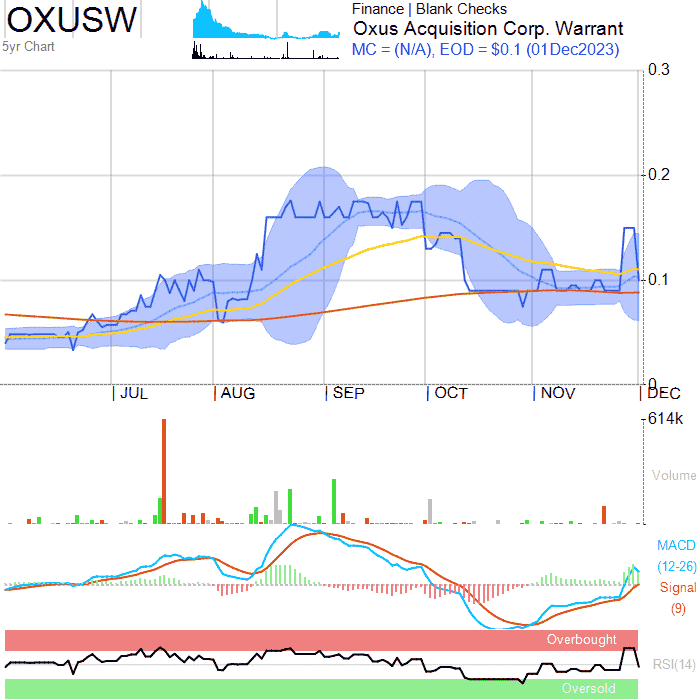 OXUSW
5yr Chart
Finance | Blank Checks
Oxus Acquisition Corp. Warrant
MC = (N/A), EOD = $0.1 (01Dec2023)
0.3
0.2
0.1
0
JUL
AUG
SEP
OCT
NOV
DEC
614k
Volume
MACD
(12-26)
Signal
(9)
Overbought
RSI(14)
Oversold